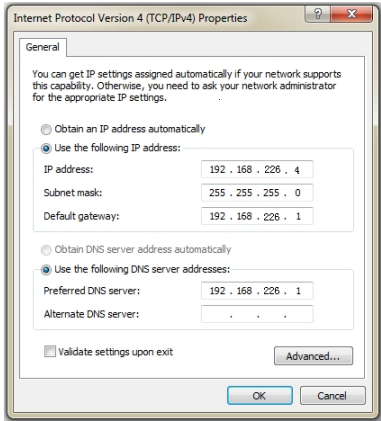 Internet Protocol Version 4 (TCP/IPv4) Properties
General
You can get IP settings assigned automatically if your network supports
this capability. Otherwise, you need to ask your network administrator
for the appropriate IP settings.
Obtain an IP address automatically
Use the following IP address:
IP address: 192 . 168 . 226 . 4
Subnet mask: 255 . 255 . 255 . 0
Default gateway: 192 . 168 . 226 . 1
Obtain DNS server address automatically
Use the following DNS server addresses:
Preferred DNS server: 192 . 168 . 226 . 1
Alternate DNS server: . . .
Validate settings upon exit
Advanced...
OK Cancel